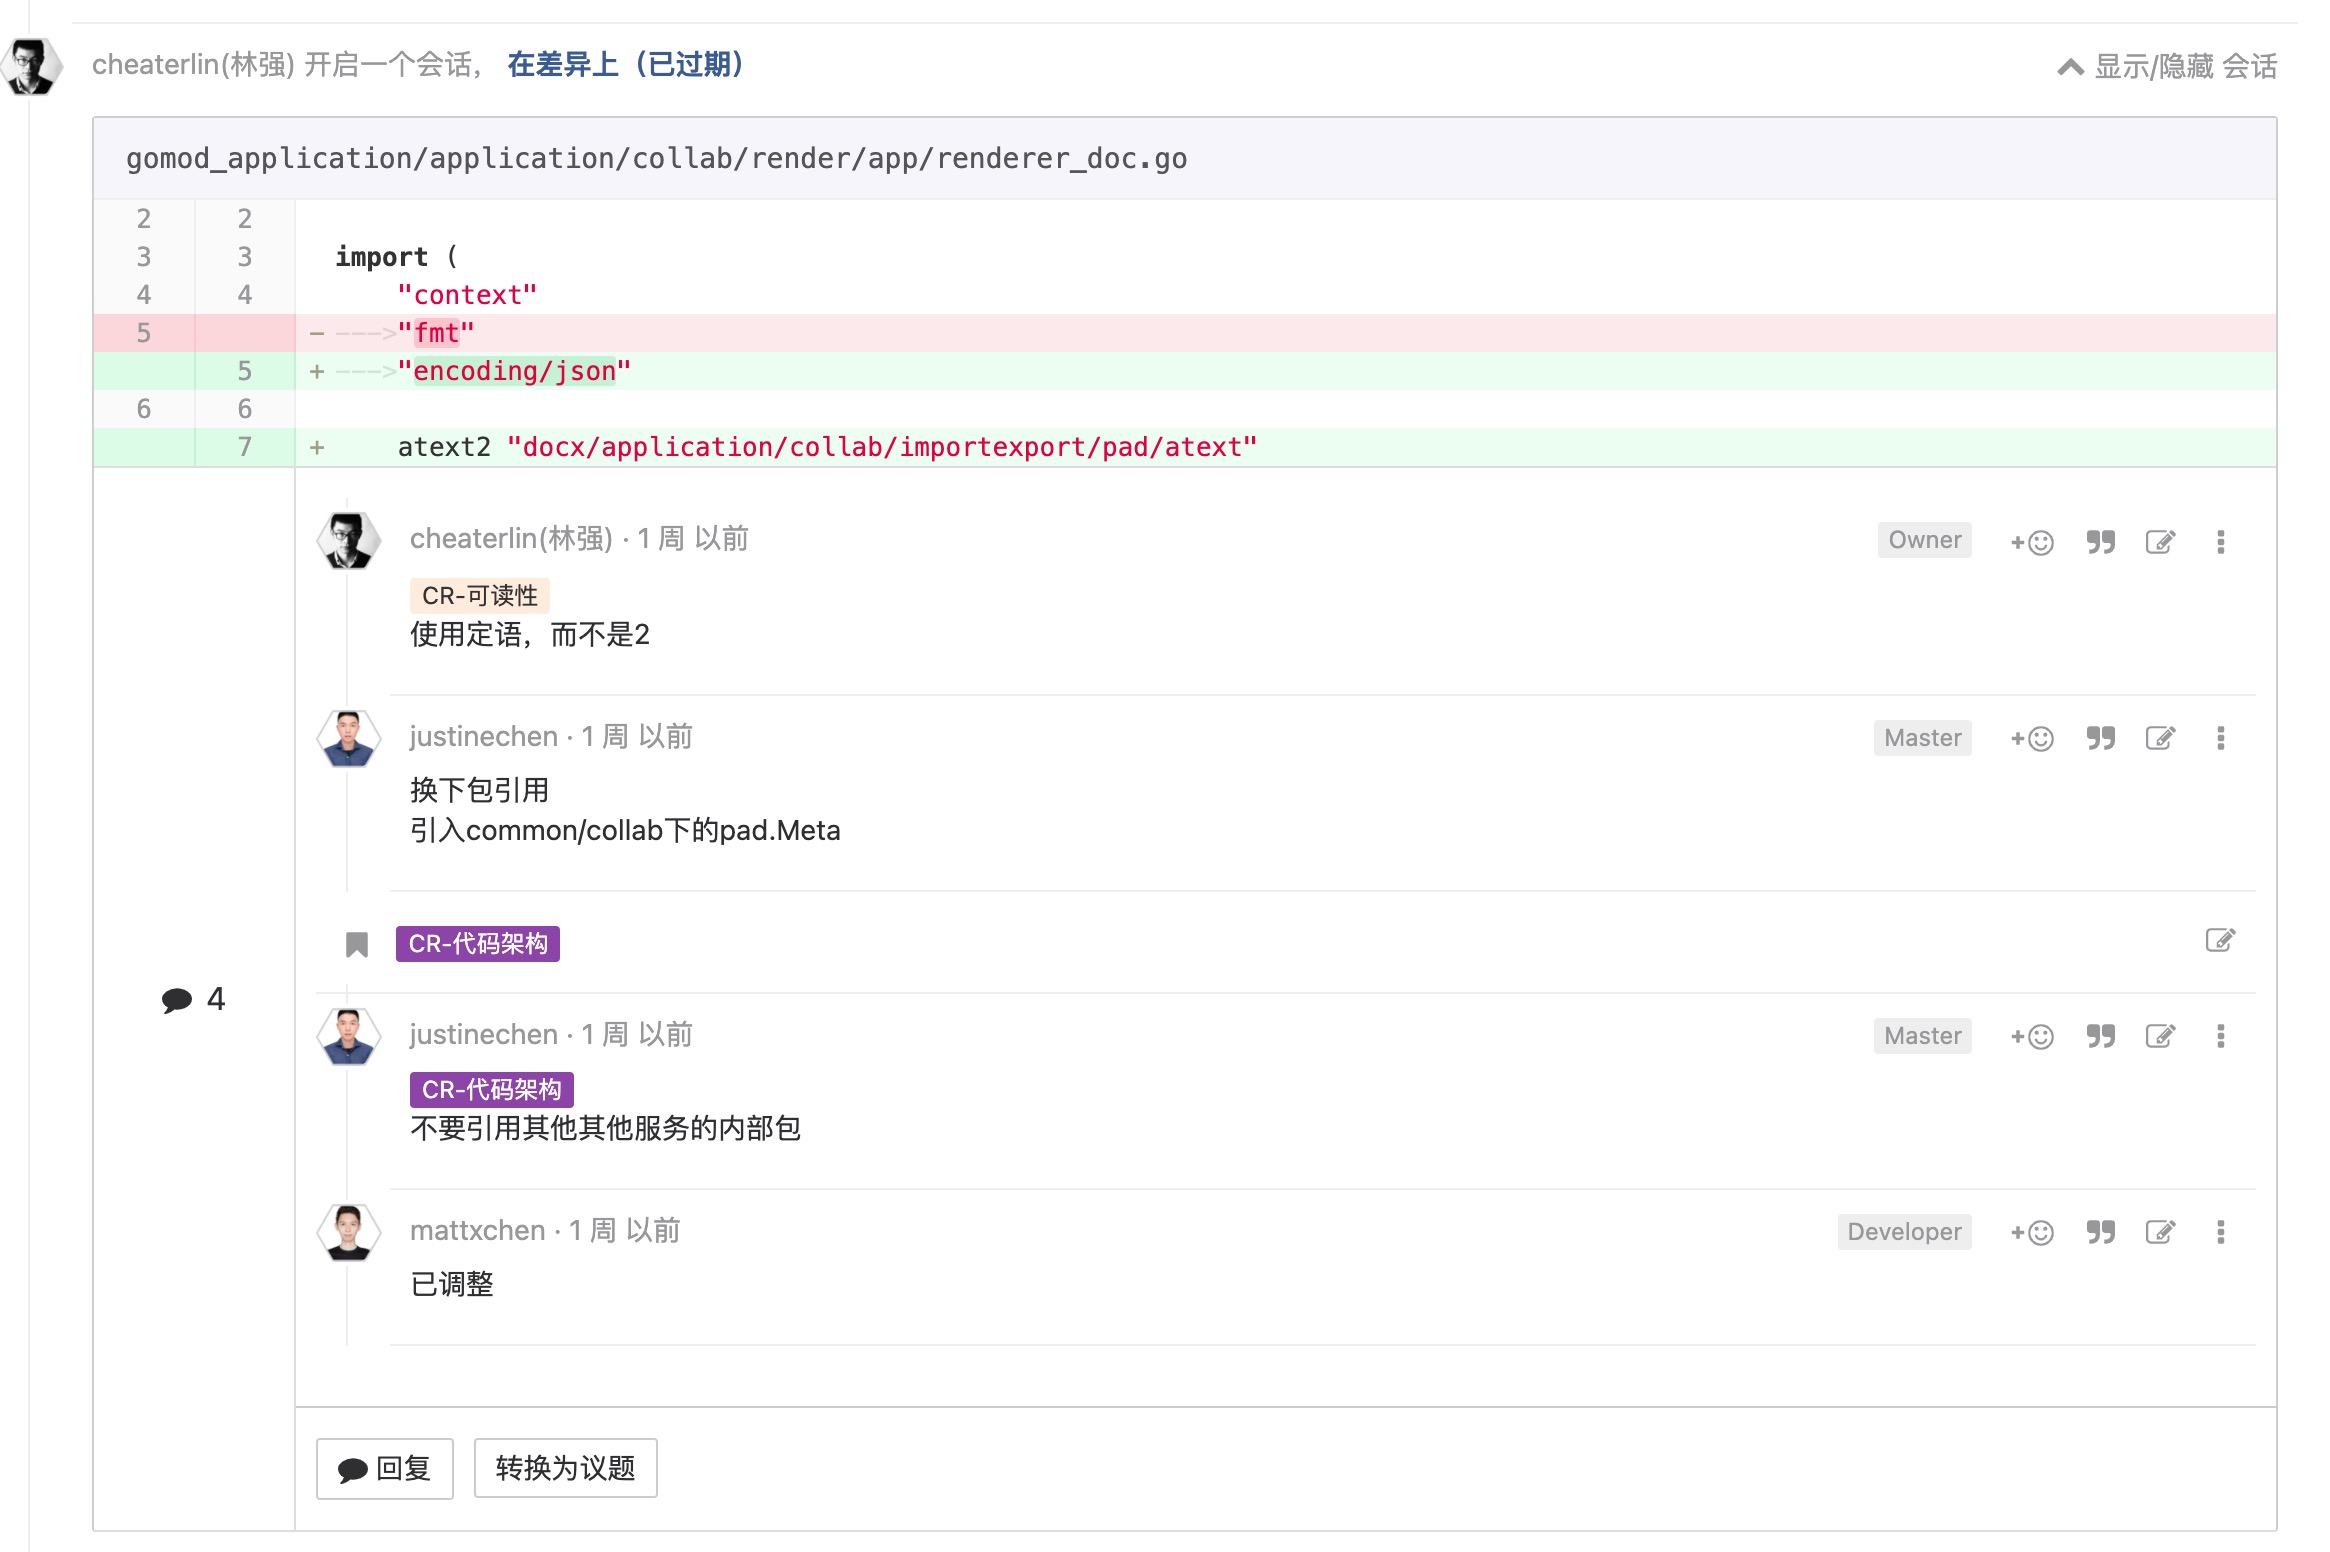 cheaterlin(林强) 开启一个会话， 在差异上（已过期）
显示/隐藏 会话
gomod_application/application/collab/render/app/renderer_doc.go
2 2
3 3 import (
4 4 "context"
5 − "fmt"
5 + "encoding/json"
6 6
7 + atext2 "docx/application/collab/importexport/pad/atext"
cheaterlin(林强) · 1 周 以前
Owner
CR-可读性
使用定语，而不是2
justinechen · 1 周 以前
Master
换下包引用
引入common/collab下的pad.Meta
CR-代码架构
4
justinechen · 1 周 以前
Master
CR-代码架构
不要引用其他其他服务的内部包
mattxchen · 1 周 以前
Developer
已调整
回复
转换为议题